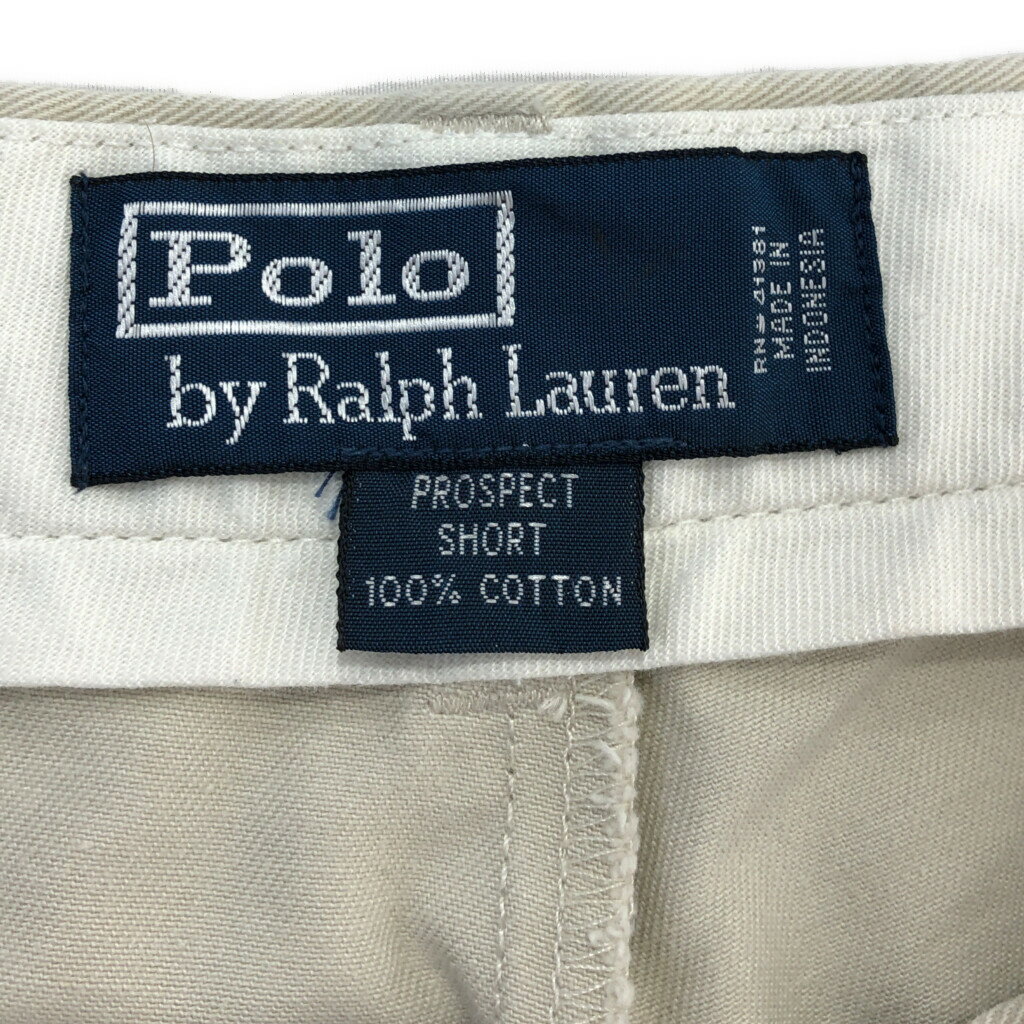 Polo
by Ralph Lauren
RN# 41381
MADE IN
INDONESIA
PROSPECT
SHORT
100% COTTON